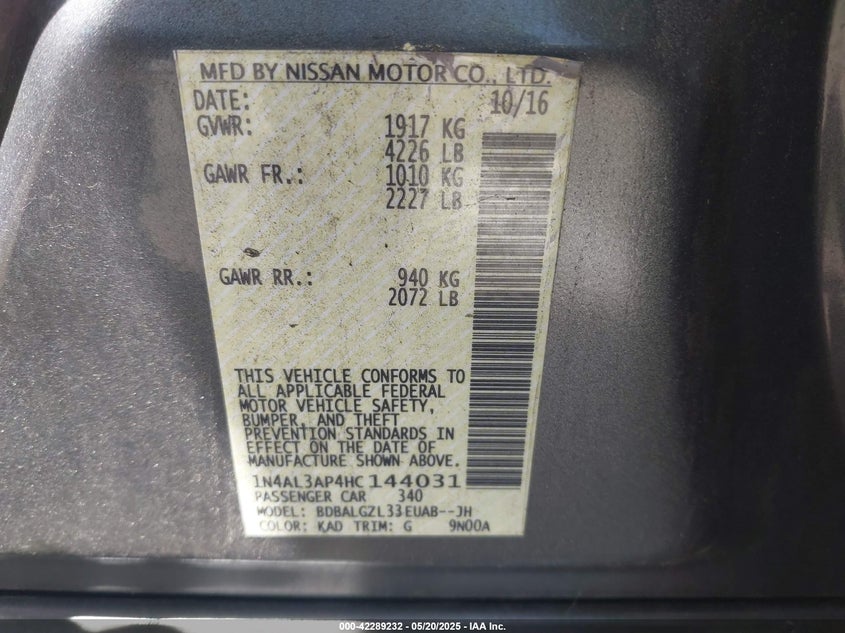 MFD BY NISSAN MOTOR CO., LTD.
DATE: 10/16
GVWR: 1917 KG
4226 LB
GAWR FR.: 1010 KG
2227 LB
GAWR RR.: 940 KG
2072 LB
THIS VEHICLE CONFORMS TO
ALL APPLICABLE FEDERAL
MOTOR VEHICLE SAFETY,
BUMPER, AND THEFT
PREVENTION STANDARDS IN
EFFECT ON THE DATE OF
MANUFACTURE SHOWN ABOVE.
1N4AL3AP4HC144031
PASSENGER CAR 340
MODEL: BDBALGZL33EUAB--JH
COLOR: KAD TRIM: G 9N00A
000-42289232 — 05/20/2025 - IAA Inc.